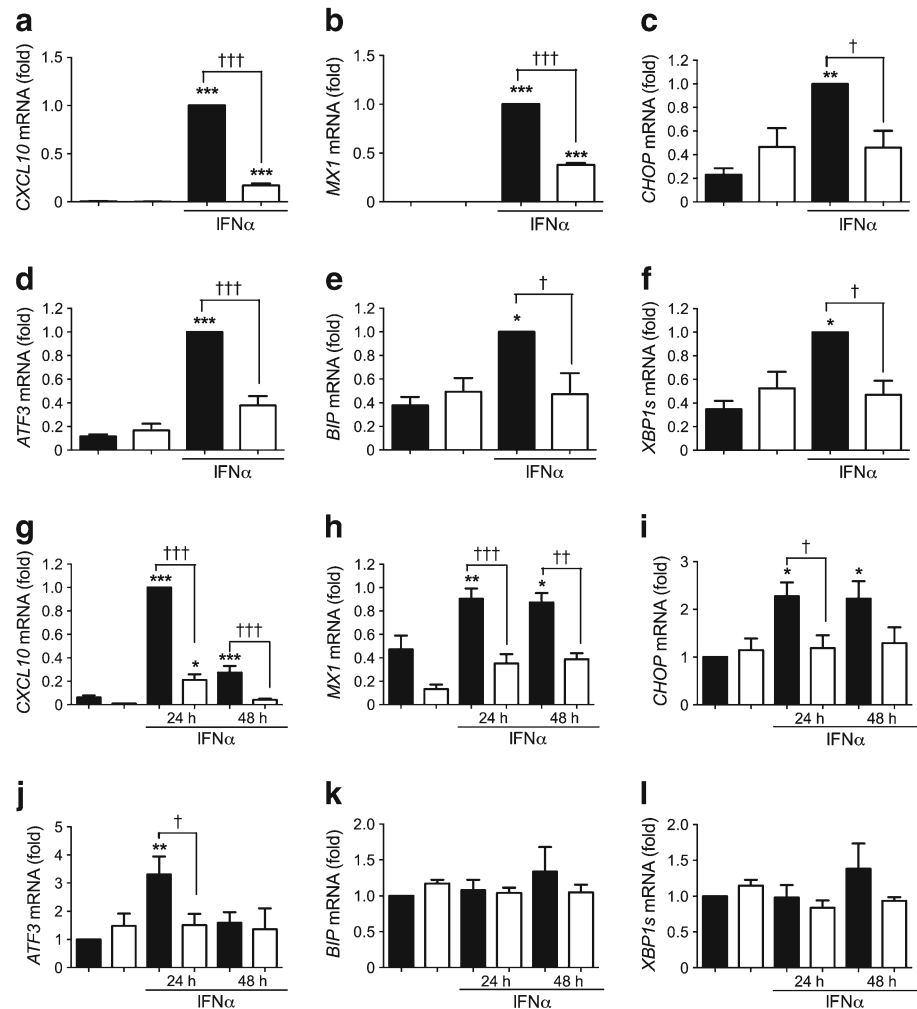 a
CXCL10 mRNA (fold)
1.5
1.0
0.5
0
†††
***
***
IFNα
b
MX1 mRNA (fold)
1.5
1.0
0.5
0
†††
***
***
IFNα
c
CHOP mRNA (fold)
1.2
1.0
0.8
0.6
0.4
0.2
0
†
**
IFNα
d
ATF3 mRNA (fold)
1.2
1.0
0.8
0.6
0.4
0.2
0
†††
***
IFNα
e
BIP mRNA (fold)
1.2
1.0
0.8
0.6
0.4
0.2
0
†
*
IFNα
f
XBP1s mRNA (fold)
1.2
1.0
0.8
0.6
0.4
0.2
0
†
*
IFNα
g
CXCL10 mRNA (fold)
1.2
1.0
0.8
0.6
0.4
0.2
0
†††
***
*
†††
***
24 h 48 h
IFNα
h
MX1 mRNA (fold)
1.2
1.0
0.8
0.6
0.4
0.2
0
†††
**
††
*
24 h 48 h
IFNα
i
CHOP mRNA (fold)
3
2
1
0
†
*
*
24 h 48 h
IFNα
j
ATF3 mRNA (fold)
5
4
3
2
1
0
†
**
24 h 48 h
IFNα
k
BIP mRNA (fold)
2.0
1.5
1.0
0.5
0
24 h 48 h
IFNα
l
XBP1s mRNA (fold)
2.0
1.5
1.0
0.5
0
24 h 48 h
IFNα